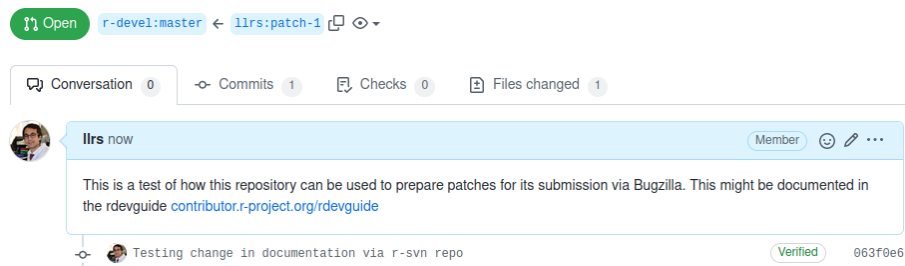 Open r-devel:master ← llrs:patch-1
Conversation 0 Commits 1 Checks 0 Files changed 1
llrs now Member
This is a test of how this repository can be used to prepare patches for its submission via Bugzilla. This might be documented in
the rdevguide contributor.r-project.org/rdevguide
Testing change in documentation via r-svn repo Verified 063f0e6